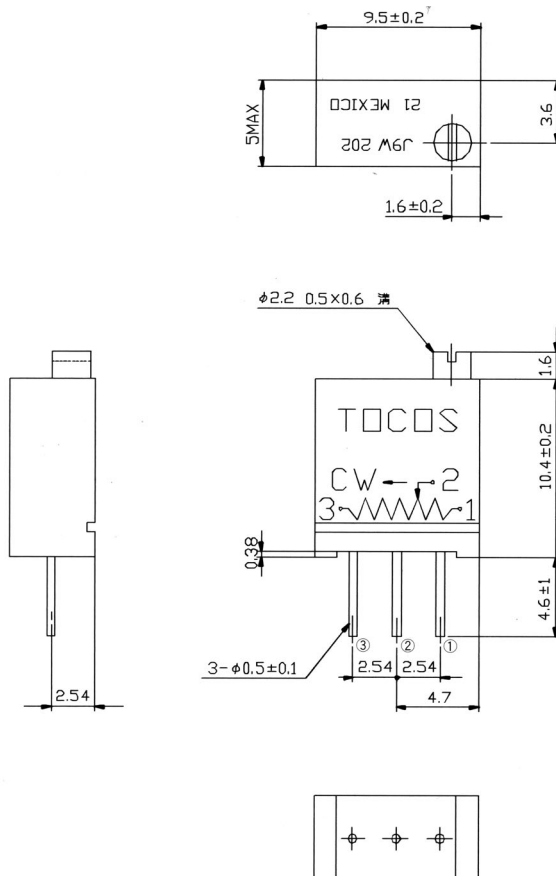 9.5±0.2
21 MEXICO
J9W 202
5MAX
3.6
1.6±0.2
φ2.2 0.5×0.6 溝
1.6
TOCOS
CW 2
3 1
10.4±0.2
0.38
4.6±1
③ ② ①
3-φ0.5±0.1
2.54 2.54
4.7
2.54